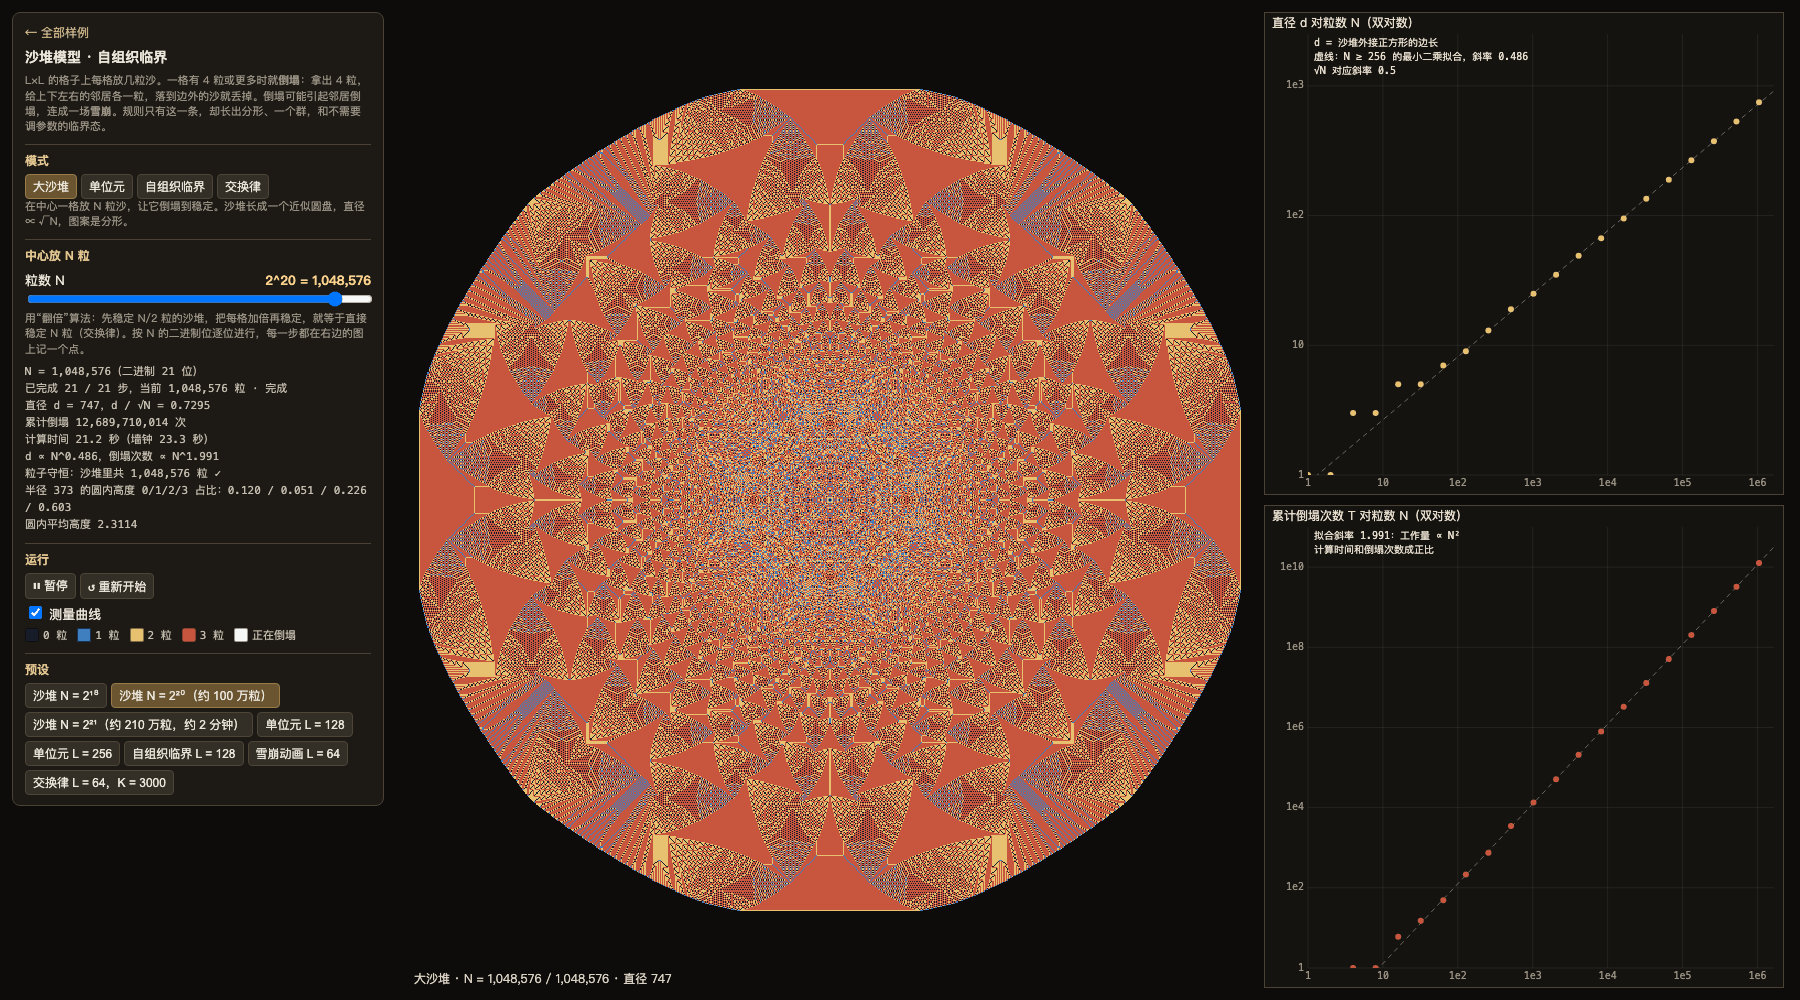 ← 全部样例
沙堆模型 · 自组织临界
L×L 的格子上每格放几粒沙。一格有 4 粒或更多时就倒塌：拿出 4 粒，
给上下左右的邻居各一粒，落到边外的沙就丢掉。倒塌可能引起邻居倒
塌，连成一场雪崩。规则只有这一条，却长出分形、一个群，和不需要
调参数的临界态。
模式
大沙堆 单位元 自组织临界 交换律
在中心一格放 N 粒沙，让它倒塌到稳定。沙堆长成一个近似圆盘，直径
∝ √N，图案是分形。
中心放 N 粒
粒数 N 2^20 = 1,048,576
用“翻倍”算法：先稳定 N/2 粒的沙堆，把每格加倍再稳定，就等于直接
稳定 N 粒（交换律）。按 N 的二进制位逐位进行，每一步都在右边的图
上记一个点。
N = 1,048,576（二进制 21 位）
已完成 21 / 21 步，当前 1,048,576 粒 · 完成
直径 d = 747，d / √N = 0.7295
累计倒塌 12,689,710,014 次
计算时间 21.2 秒（墙钟 23.3 秒）
d ∝ N^0.486，倒塌次数 ∝ N^1.991
粒子守恒：沙堆里共 1,048,576 粒 ✓
半径 373 的圆内高度 0/1/2/3 占比：0.120 / 0.051 / 0.226
/ 0.603
圆内平均高度 2.3114
运行
⏸ 暂停 ↺ 重新开始
测量曲线
0 粒 1 粒 2 粒 3 粒 正在倒塌
预设
沙堆 N = 2¹⁸ 沙堆 N = 2²⁰（约 100 万粒）
沙堆 N = 2²¹（约 210 万粒，约 2 分钟） 单位元 L = 128
单位元 L = 256 自组织临界 L = 128 雪崩动画 L = 64
交换律 L = 64，K = 3000
大沙堆 · N = 1,048,576 / 1,048,576 · 直径 747
直径 d 对粒数 N（双对数）
d = 沙堆外接正方形的边长
虚线：N ≥ 256 的最小二乘拟合，斜率 0.486
√N 对应斜率 0.5
1e3
1e2
10
1
1 10 1e2 1e3 1e4 1e5 1e6
累计倒塌次数 T 对粒数 N（双对数）
拟合斜率 1.991：工作量 ∝ N²
计算时间和倒塌次数成正比
1e10
1e8
1e6
1e4
1e2
1
1 10 1e2 1e3 1e4 1e5 1e6